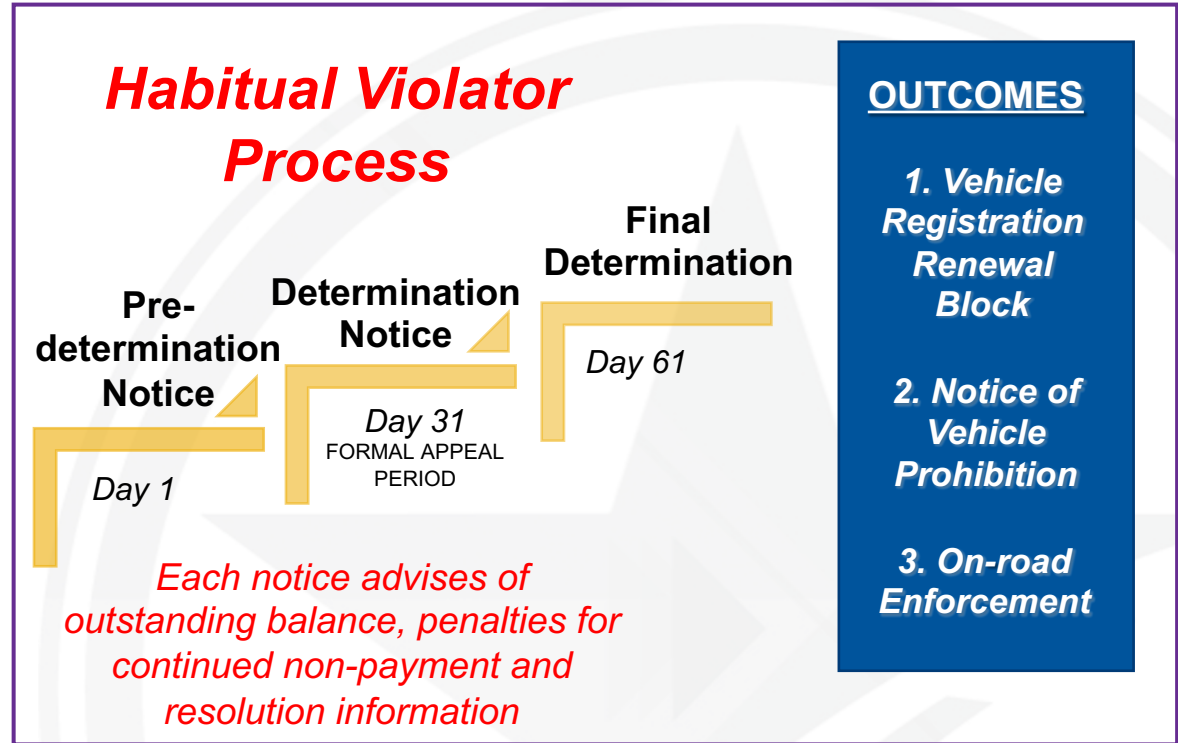 Habitual Violator
Process
Pre-
determination
Notice
Day 1
Determination
Notice
Day 31
FORMAL APPEAL
PERIOD
Final
Determination
Day 61
Each notice advises of
outstanding balance, penalties for
continued non-payment and
resolution information
OUTCOMES
1. Vehicle
Registration
Renewal
Block
2. Notice of
Vehicle
Prohibition
3. On-road
Enforcement